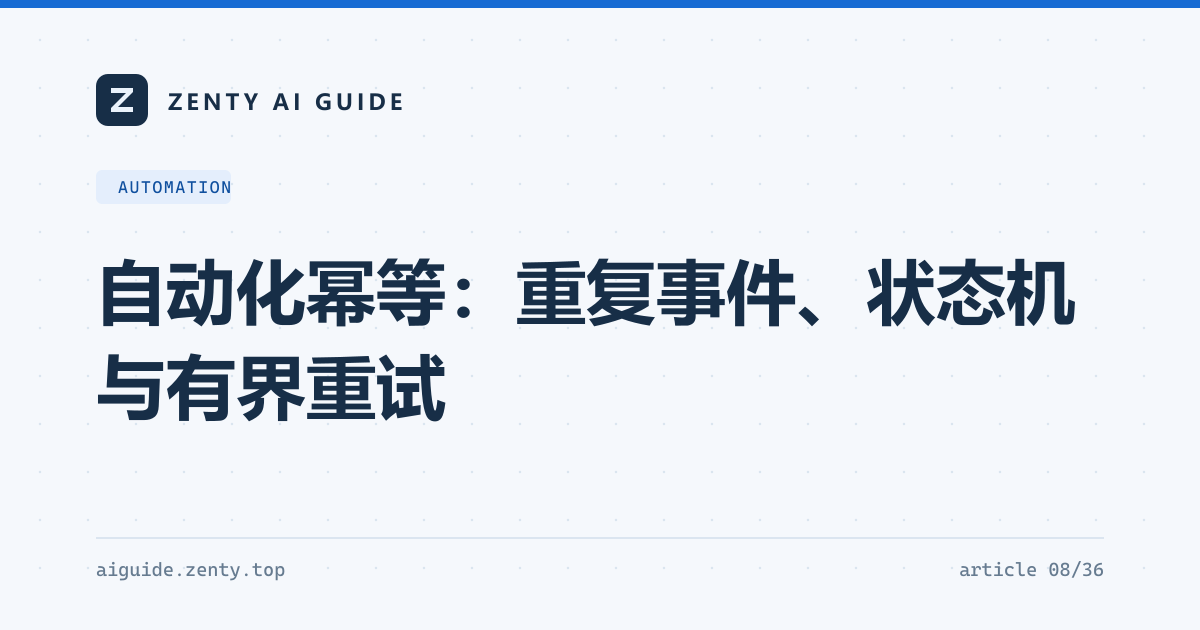 Z
ZENTY AI GUIDE
AUTOMATION
自动化幂等：重复事件、状态机
与有界重试
aiguide.zenty.top
article 08/36